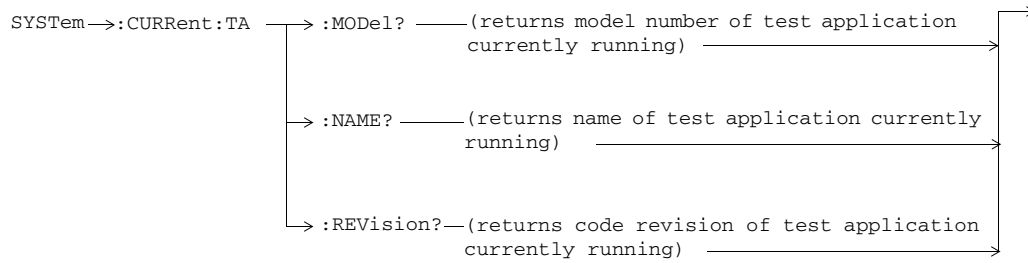 SYSTem :CURRent:TA :MODel? (returns model number of test application
currently running)
:NAME? (returns name of test application currently
running)
:REVision? (returns code revision of test application
currently running)